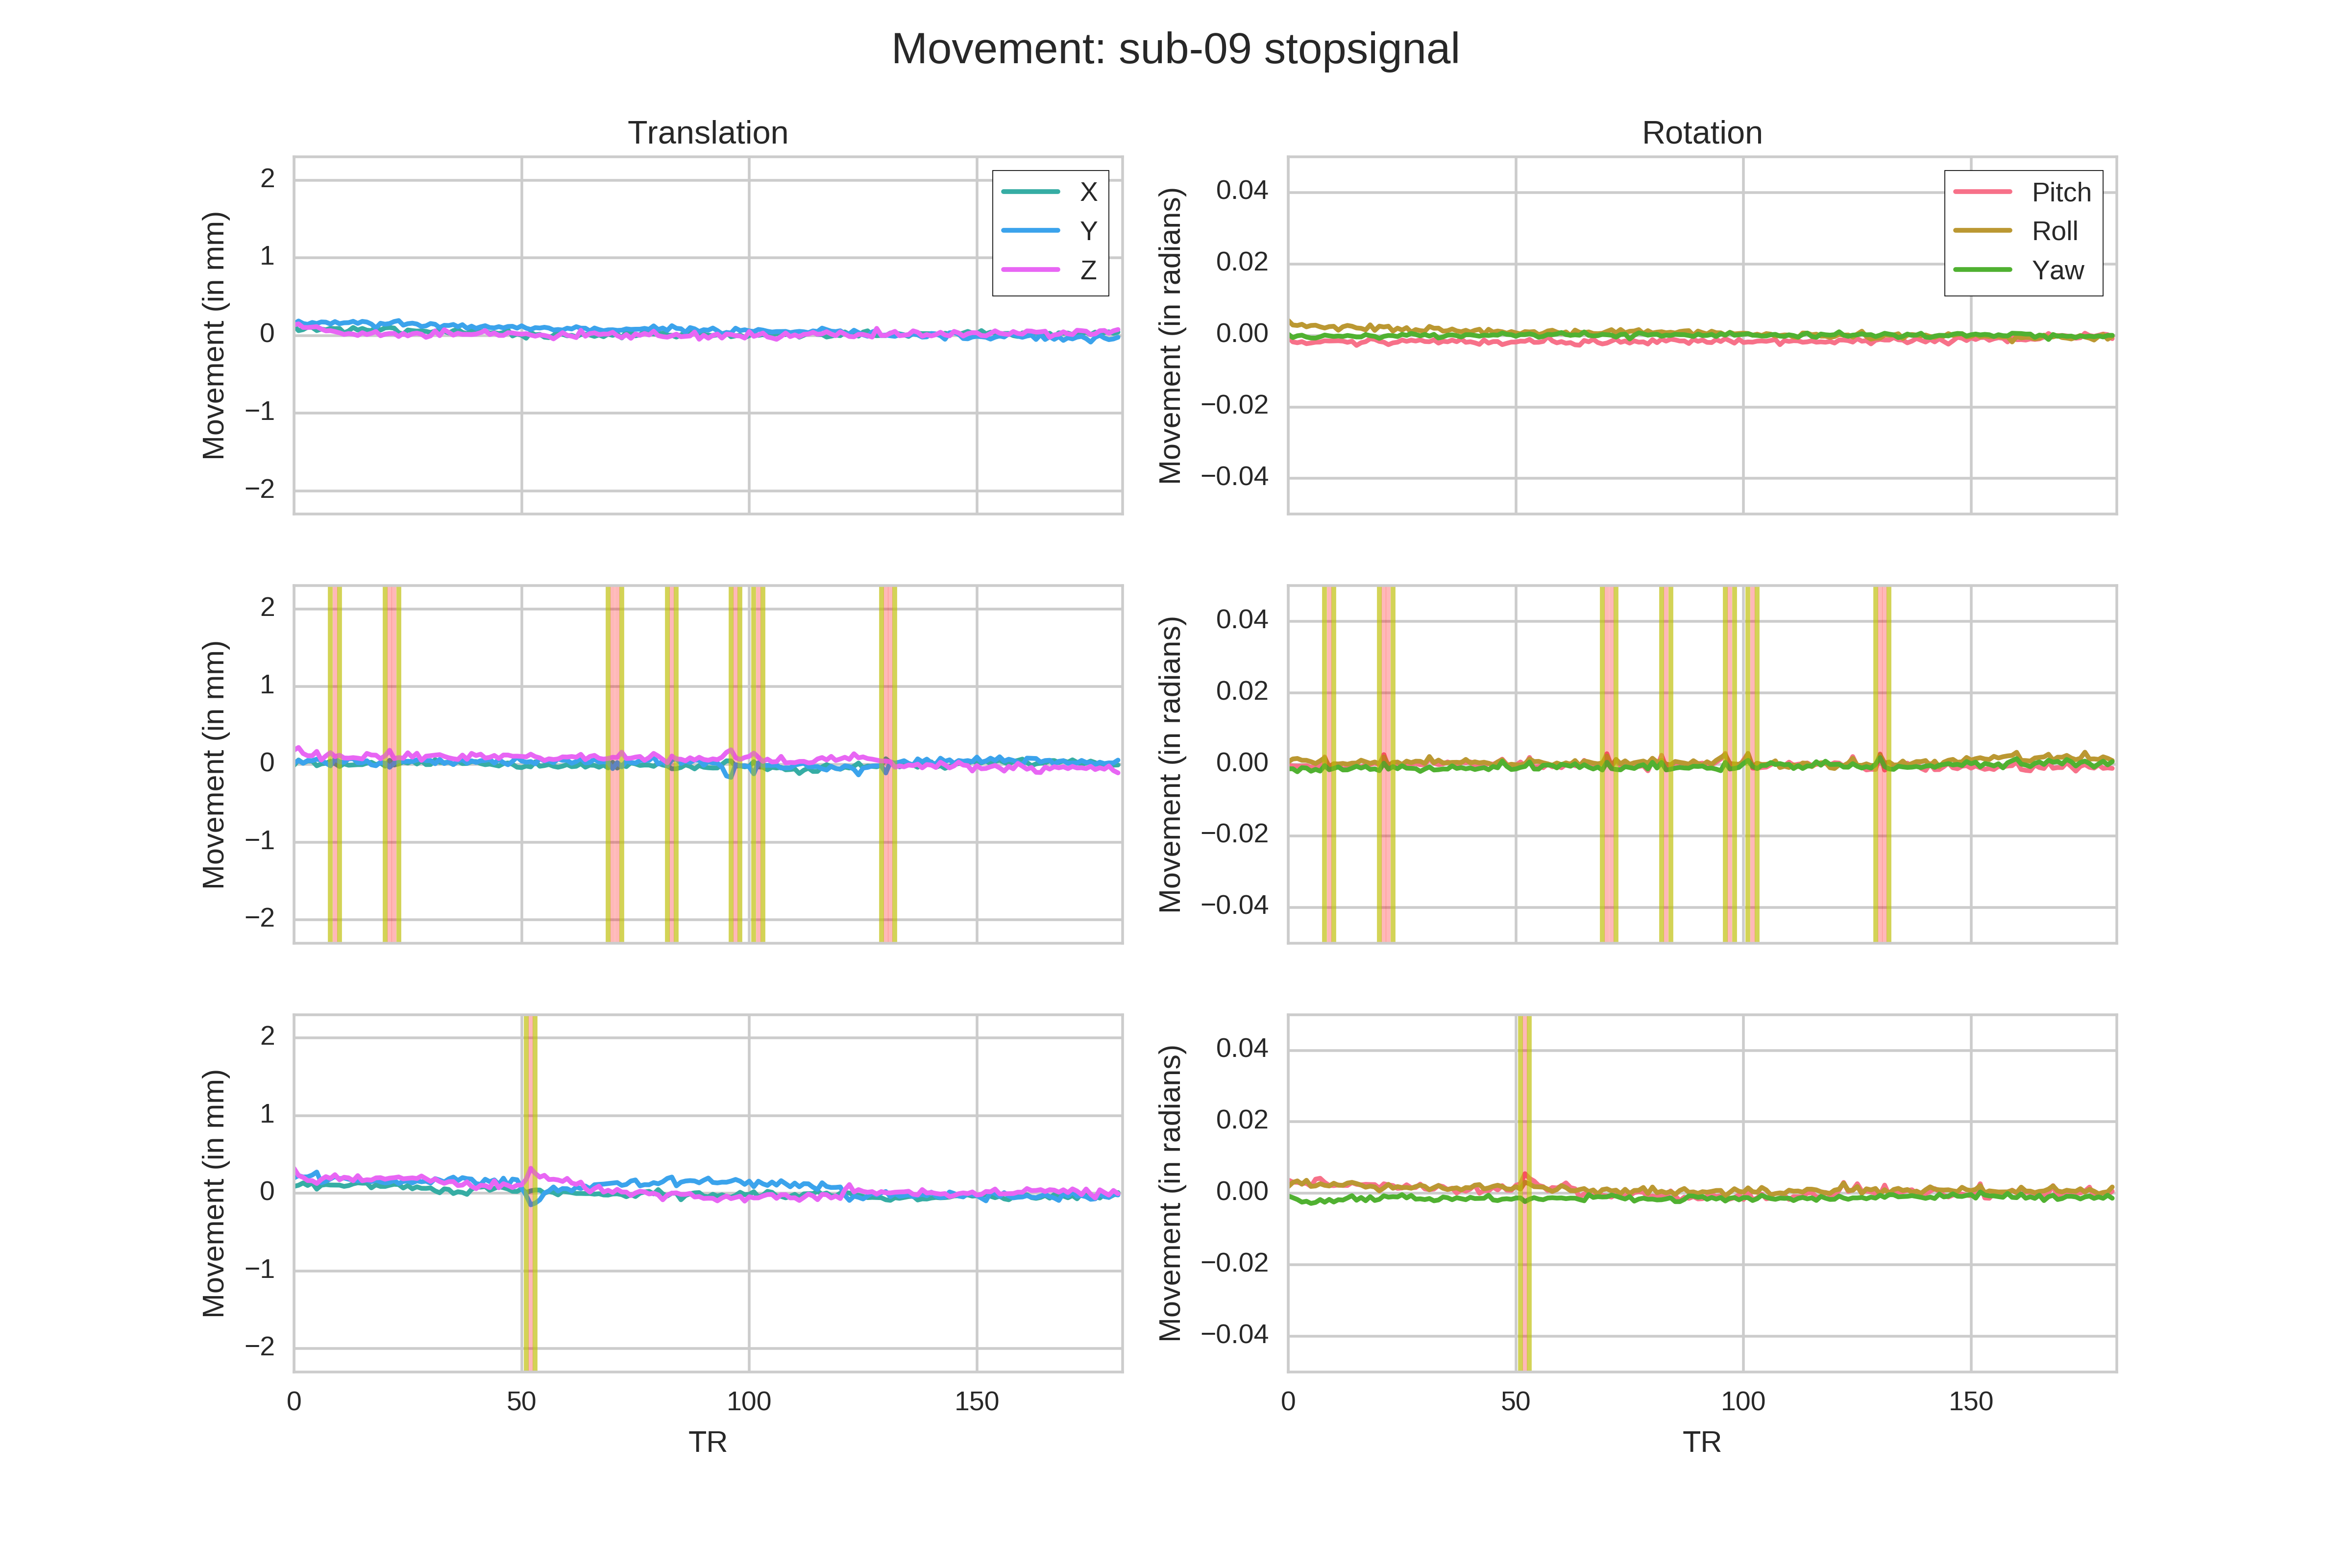 Movement: sub-09 stopsignal
Translation
Movement (in mm)
2
1
0
−1
−2
X
Y
Z
Rotation
Movement (in radians)
0.04
0.02
0.00
−0.02
−0.04
Pitch
Roll
Yaw
Movement (in mm)
2
1
0
−1
−2
Movement (in radians)
0.04
0.02
0.00
−0.02
−0.04
Movement (in mm)
2
1
0
−1
−2
0 50 100 150
TR
Movement (in radians)
0.04
0.02
0.00
−0.02
−0.04
0 50 100 150
TR